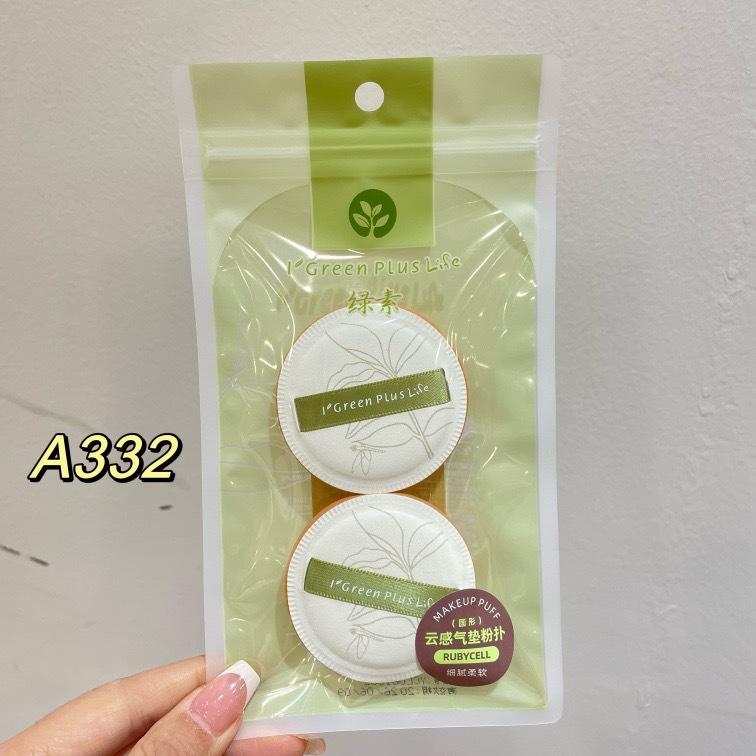 I Green Plus Life
绿素
I Green Plus Life
A332
I Green Plus Life
MAKEUP PUFF
(圆形)
云感气垫粉扑
RUBYCELL
细腻柔软